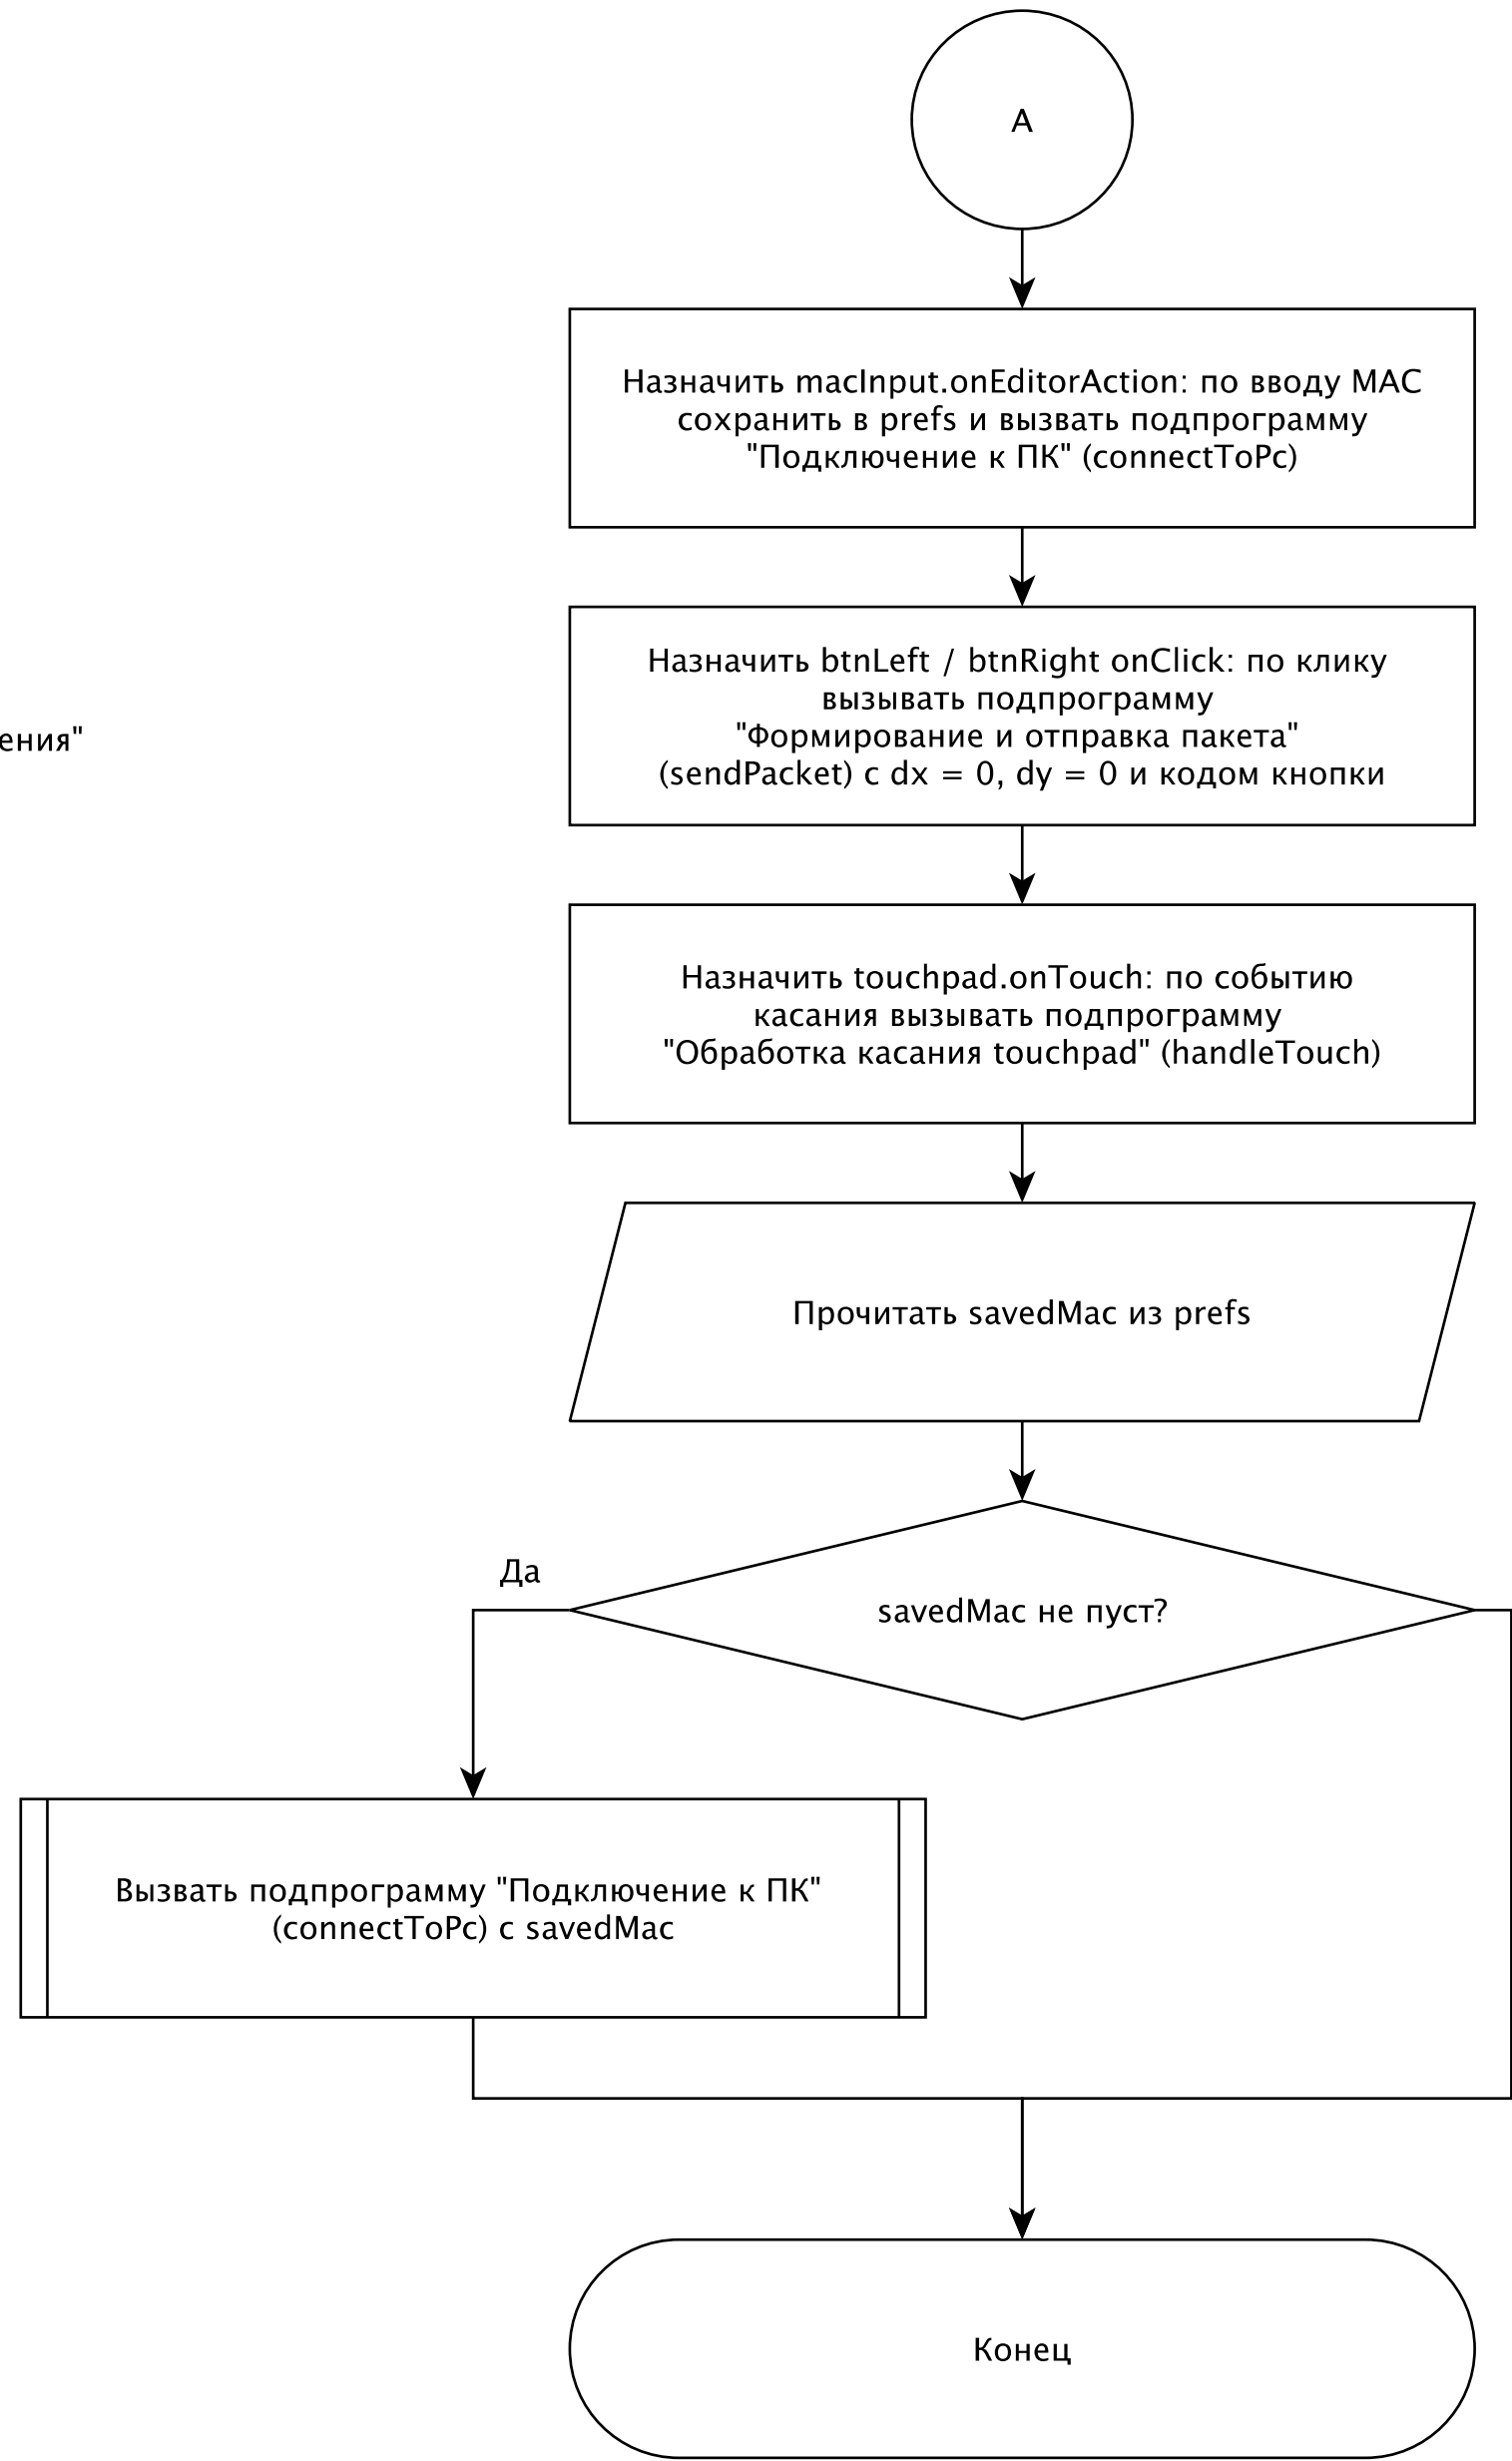 А
Назначить macInput.onEditorAction: по вводу MAC
сохранить в prefs и вызвать подпрограмму
"Подключение к ПК" (connectToPc)
Назначить btnLeft / btnRight onClick: по клику
вызывать подпрограмму
"Формирование и отправка пакета"
(sendPacket) с dx = 0, dy = 0 и кодом кнопки
ения"
Назначить touchpad.onTouch: по событию
касания вызывать подпрограмму
"Обработка касания touchpad" (handleTouch)
Прочитать savedMac из prefs
Да
savedMac не пуст?
Вызвать подпрограмму "Подключение к ПК"
(connectToPc) с savedMac
Конец